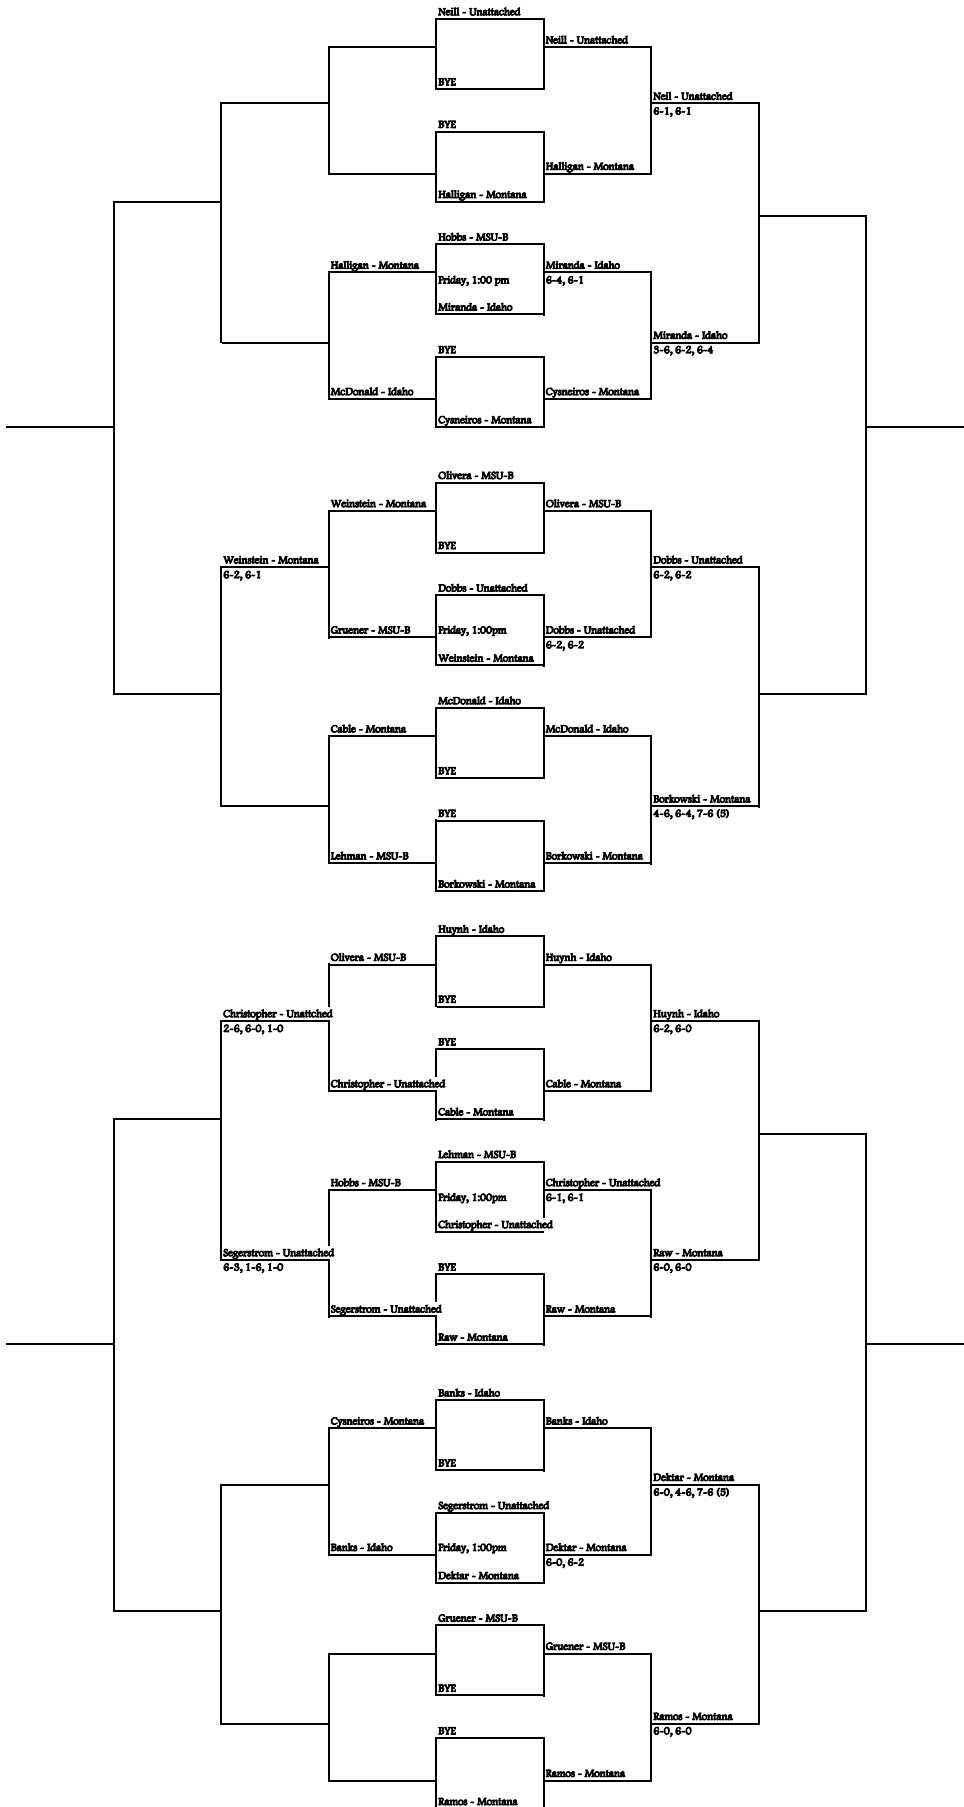 Neill - Unattached
Neill - Unattached
BYE
Neil - Unattached
6-1, 6-1
BYE
Halligan - Montana
Halligan - Montana
Hobbs - MSU-B
Halligan - Montana
Miranda - Idaho
Friday, 1:00 pm
6-4, 6-1
Miranda - Idaho
Miranda - Idaho
3-6, 6-2, 6-4
BYE
McDonald - Idaho
Cysneiros - Montana
Cysneiros - Montana
Olivera - MSU-B
Weinstein - Montana
Olivera - MSU-B
BYE
Weinstein - Montana
6-2, 6-1
Dobbs - Unattached
6-2, 6-2
Dobbs - Unattached
Gruener - MSU-B
Friday, 1:00pm
Dobbs - Unattached
6-2, 6-2
Weinstein - Montana
McDonald - Idaho
Cable - Montana
McDonald - Idaho
BYE
Borkowski - Montana
4-6, 6-4, 7-6 (5)
BYE
Lehman - MSU-B
Borkowski - Montana
Borkowski - Montana
Huynh - Idaho
Olivera - MSU-B
Huynh - Idaho
BYE
Christopher - Unattched
2-6, 6-0, 1-0
Huynh - Idaho
6-2, 6-0
BYE
Christopher - Unattached
Cable - Montana
Cable - Montana
Lehman - MSU-B
Hobbs - MSU-B
Friday, 1:00pm
Christopher - Unattached
6-1, 6-1
Christopher - Unattached
Segerstrom - Unattached
6-3, 1-6, 1-0
Raw - Montana
6-0, 6-0
BYE
Segerstrom - Unattached
Raw - Montana
Raw - Montana
Banks - Idaho
Cysneiros - Montana
Banks - Idaho
BYE
Dektar - Montana
6-0, 4-6, 7-6 (5)
Segerstrom - Unattached
Banks - Idaho
Friday, 1:00pm
Dektar - Montana
6-0, 6-2
Dektar - Montana
Gruener - MSU-B
Gruener - MSU-B
BYE
Ramos - Montana
6-0, 6-0
BYE
Ramos - Montana
Ramos - Montana